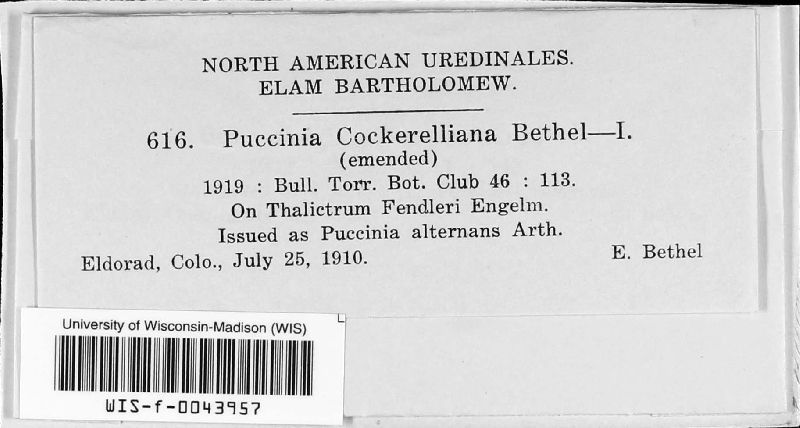 NORTH AMERICAN UREDINALES.
ELAM BARTHOLOMEW.
616. Puccinia Cockerelliana Bethel—I.
(emended)
1919 : Bull. Torr. Bot. Club 46 : 113.
On Thalictrum Fendleri Engelm.
Issued as Puccinia alternans Arth.
Eldorad, Colo., July 25, 1910. E. Bethel
University of Wisconsin-Madison (WIS)
WIS-f-0043957